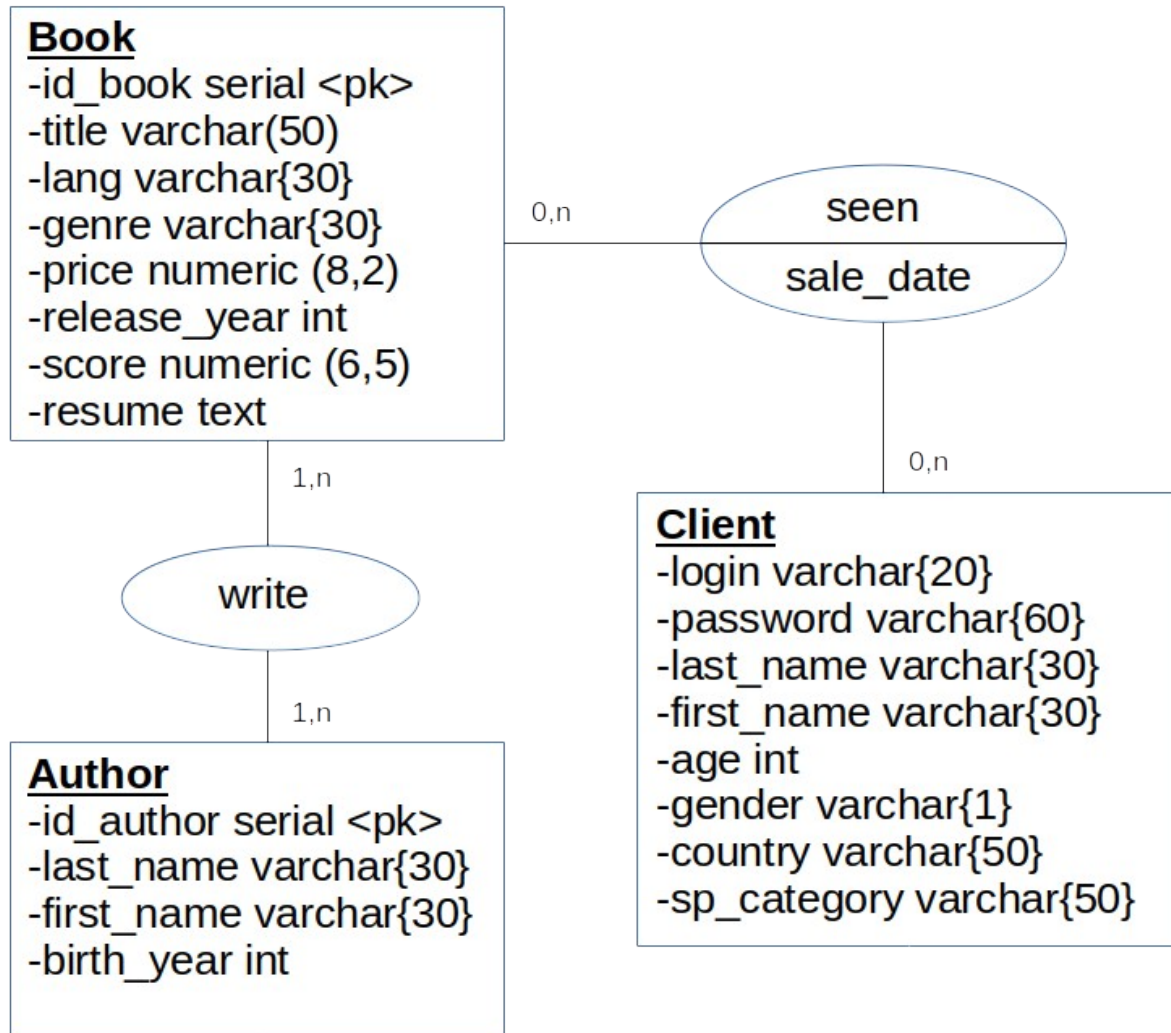 Book
-id_book serial <pk>
-title varchar(50)
-lang varchar{30}
-genre varchar{30}
-price numeric (8,2)
-release_year int
-score numeric (6,5)
-resume text
0,n
seen
sale_date
0,n
1,n
write
1,n
Client
-login varchar{20}
-password varchar{60}
-last_name varchar{30}
-first_name varchar{30}
-age int
-gender varchar{1}
-country varchar{50}
-sp_category varchar{50}
Author
-id_author serial <pk>
-last_name varchar{30}
-first_name varchar{30}
-birth_year int